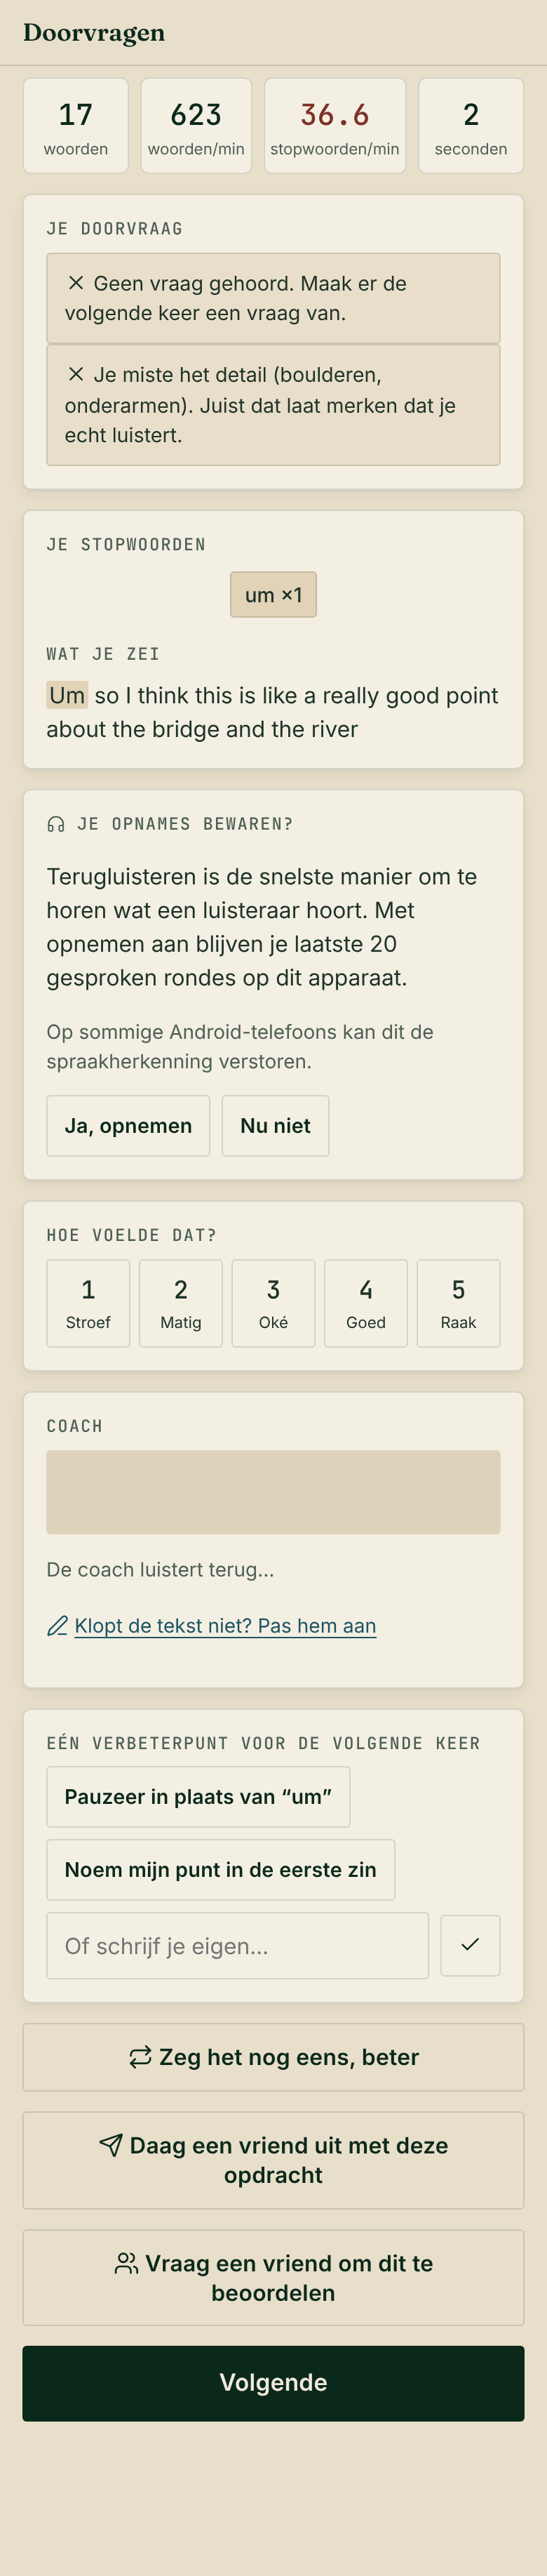 Doorvragen
17
woorden
623
woorden/min
36.6
stopwoorden/min
2
seconden
JE DOORVRAAG
Geen vraag gehoord. Maak er de
volgende keer een vraag van.
Je miste het detail (boulderen,
onderarmen). Juist dat laat merken dat je
echt luistert.
JE STOPWOORDEN
um ×1
WAT JE ZEI
Um so I think this is like a really good point
about the bridge and the river
JE OPNAMES BEWAREN?
Terugluisteren is de snelste manier om te
horen wat een luisteraar hoort. Met
opnemen aan blijven je laatste 20
gesproken rondes op dit apparaat.
Op sommige Android-telefoons kan dit de
spraakherkenning verstoren.
Ja, opnemen
Nu niet
HOE VOELDE DAT?
1
Stroef
2
Matig
3
Oké
4
Goed
5
Raak
COACH
De coach luistert terug...
Klopt de tekst niet? Pas hem aan
EÉN VERBETERPUNT VOOR DE VOLGENDE KEER
Pauzeer in plaats van “um”
Noem mijn punt in de eerste zin
Of schrijf je eigen...
Zeg het nog eens, beter
Daag een vriend uit met deze
opdracht
Vraag een vriend om dit te
beoordelen
Volgende